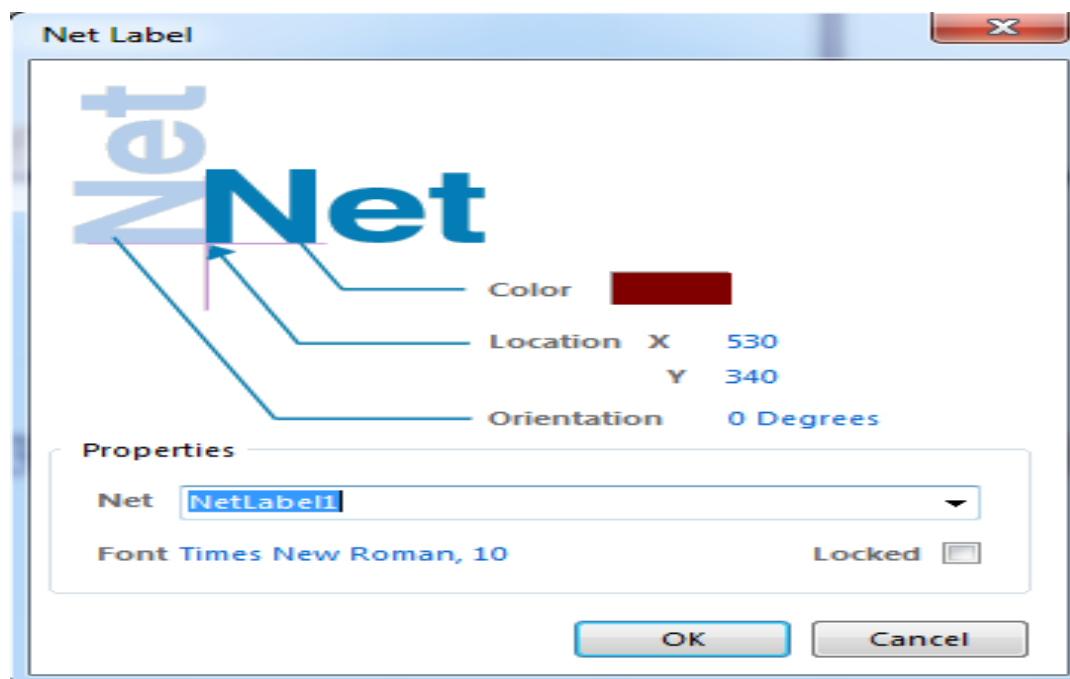 Net Label
Net
Net
Color
Location X 530
Y 340
Orientation 0 Degrees
Properties
Net NetLabel1
Font Times New Roman, 10 Locked
OK Cancel